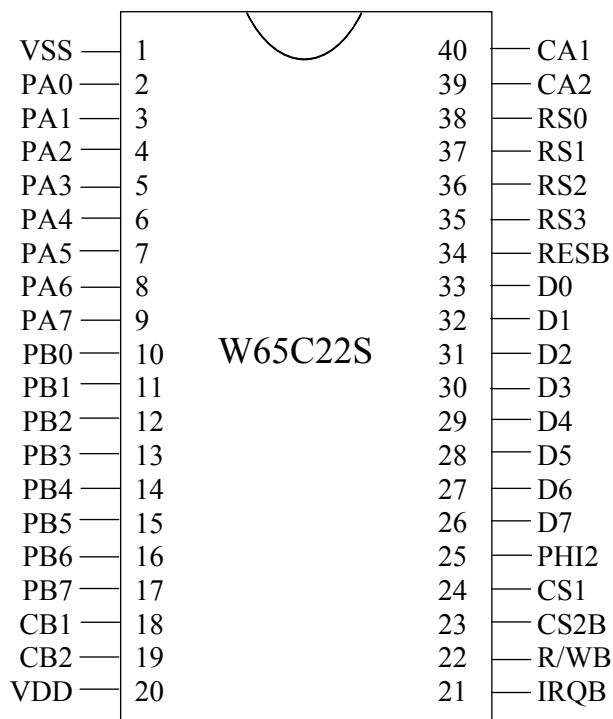 VSS 1 40 CA1
PA0 2 39 CA2
PA1 3 38 RS0
PA2 4 37 RS1
PA3 5 36 RS2
PA4 6 35 RS3
PA5 7 34 RESB
PA6 8 33 D0
PA7 9 32 D1
PB0 10 W65C22S 31 D2
PB1 11 30 D3
PB2 12 29 D4
PB3 13 28 D5
PB4 14 27 D6
PB5 15 26 D7
PB6 16 25 PHI2
PB7 17 24 CS1
CB1 18 23 CS2B
CB2 19 22 R/WB
VDD 20 21 IRQB